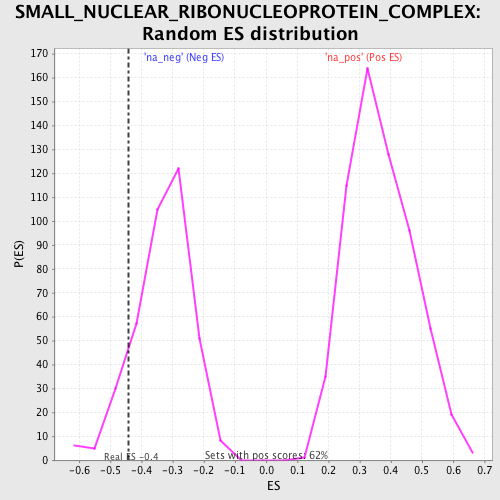 SMALL_NUCLEAR_RIBONUCLEOPROTEIN_COMPLEX:
Random ES distribution
'na_neg' (Neg ES)
'na_pos' (Pos ES)
P(ES)
170
160
150
140
130
120
110
100
90
80
70
60
50
40
30
20
10
0
Real ES -0.4
Sets with pos scores: 62%
-0.6 -0.5 -0.4 -0.3 -0.2 -0.1 0.0 0.1 0.2 0.3 0.4 0.5 0.6 0.7
ES